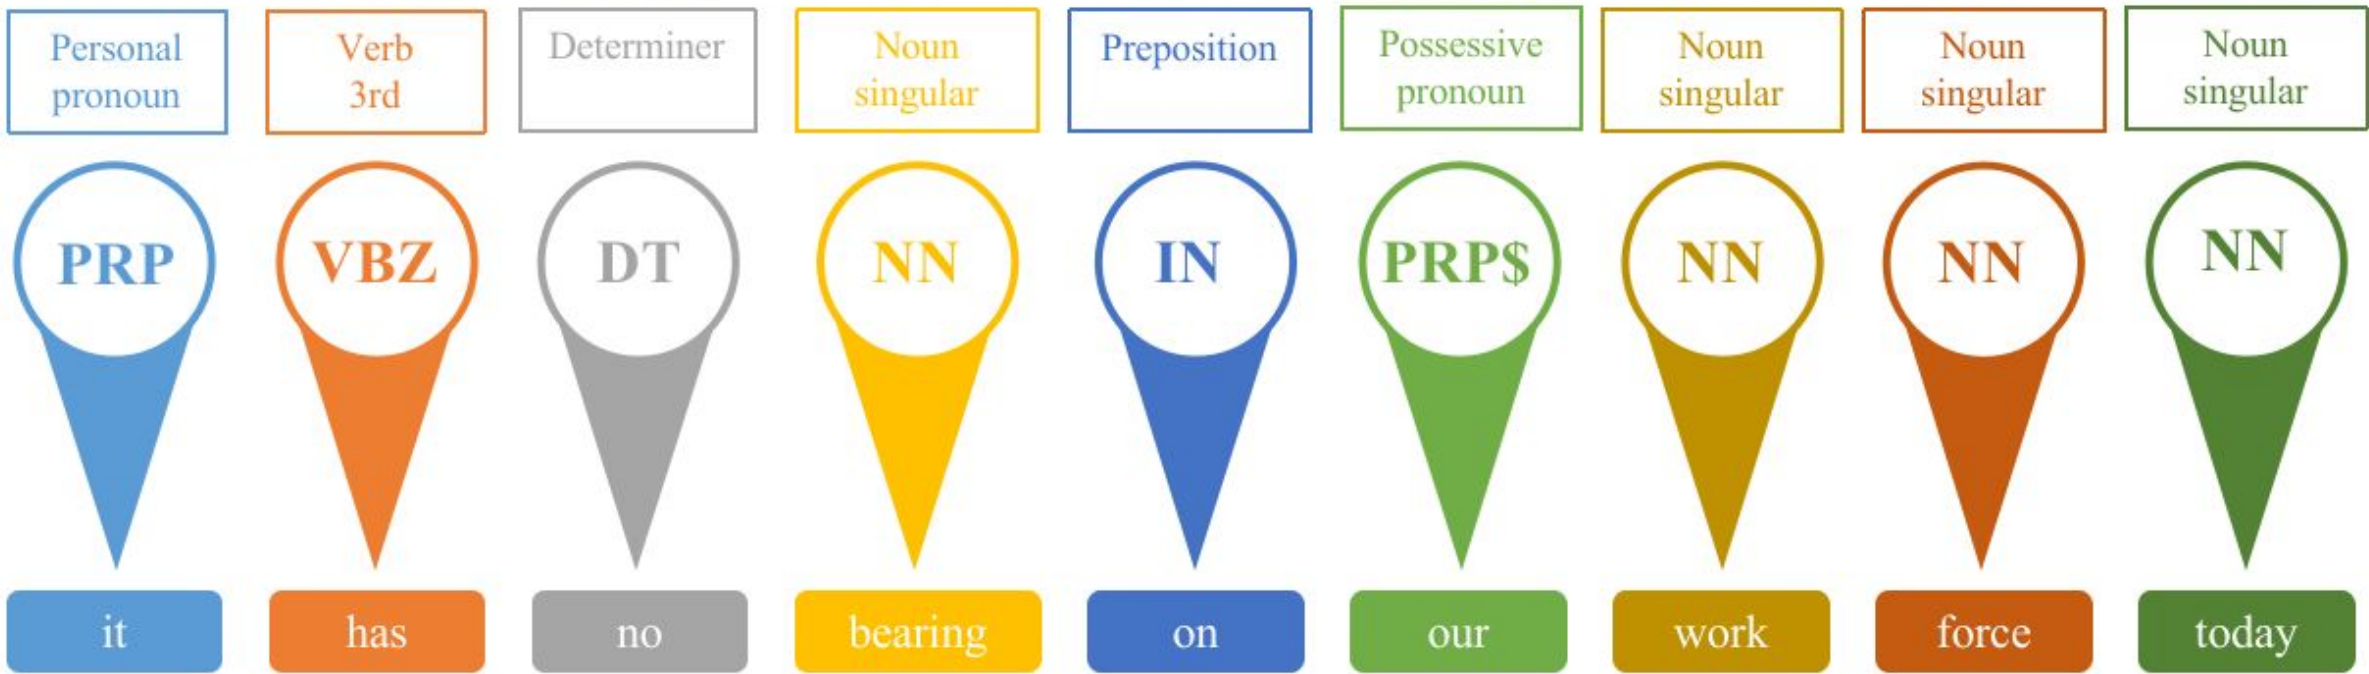 Personal
pronoun
Verb
3rd
Determiner
Noun
singular
Preposition
Possessive
pronoun
Noun
singular
Noun
singular
Noun
singular
PRP
VBZ
DT
NN
IN
PRP$
NN
NN
NN
it
has
no
bearing
on
our
work
force
today